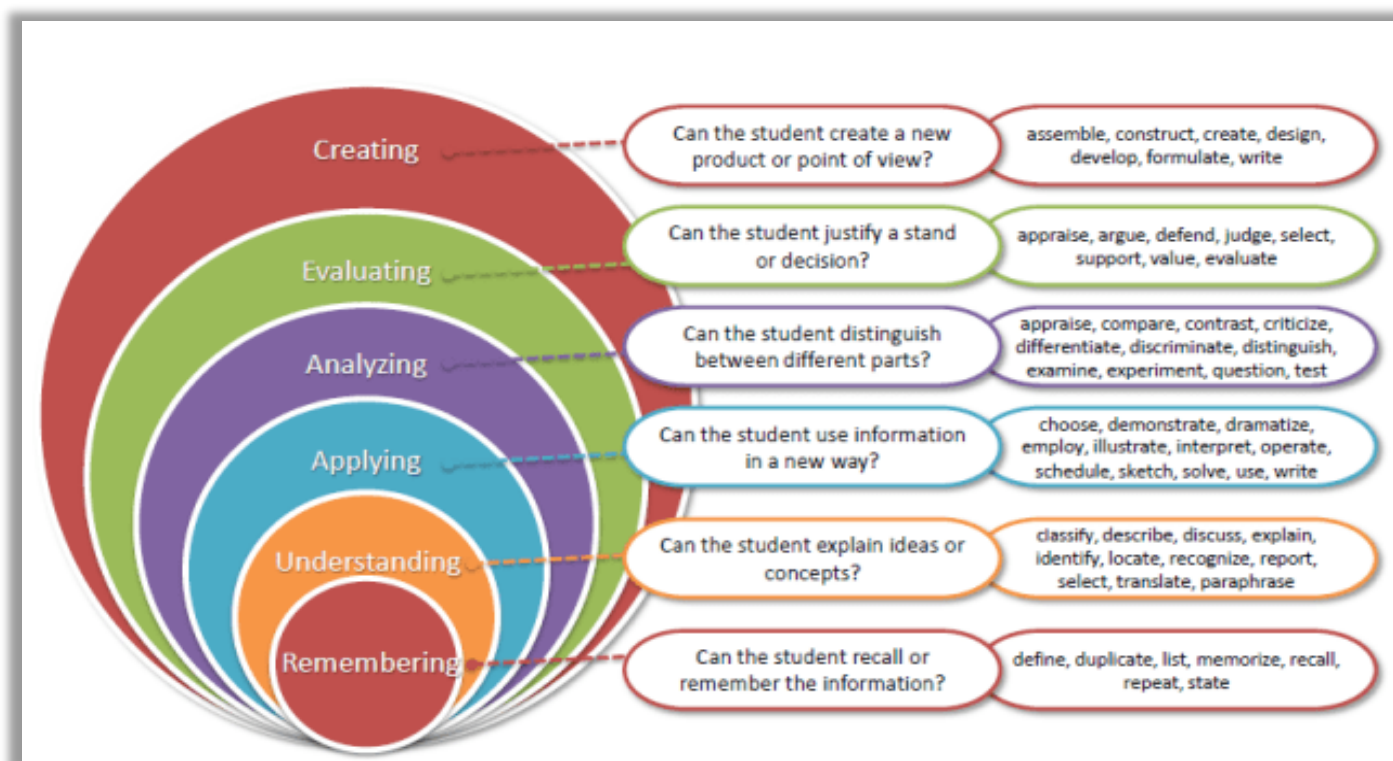 Creating
Can the student create a new
product or point of view?
assemble, construct, create, design,
develop, formulate, write
Evaluating
Can the student justify a stand
or decision?
appraise, argue, defend, judge, select,
support, value, evaluate
Analyzing
Can the student distinguish
between different parts?
appraise, compare, contrast, criticize,
differentiate, discriminate, distinguish,
examine, experiment, question, test
Applying
Can the student use information
in a new way?
choose, demonstrate, dramatize,
employ, illustrate, interpret, operate,
schedule, sketch, solve, use, write
Understanding
Can the student explain ideas or
concepts?
classify, describe, discuss, explain,
identify, locate, recognize, report,
select, translate, paraphrase
Remembering
Can the student recall or
remember the information?
define, duplicate, list, memorize, recall,
repeat, state